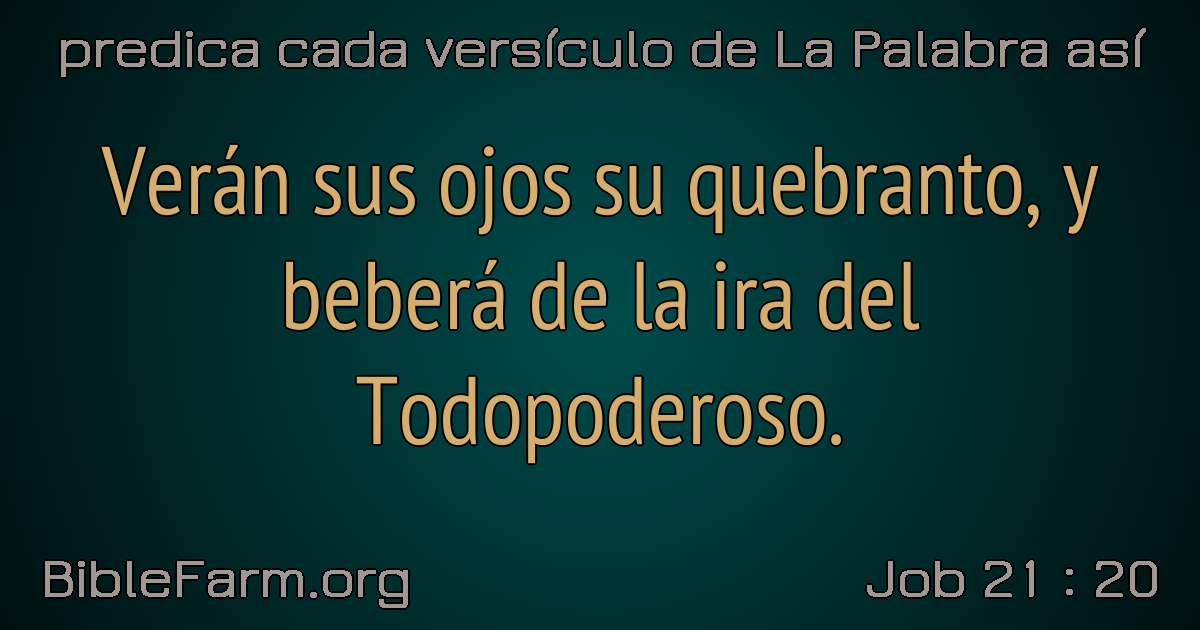 predica cada versículo de La Palabra así
Verán sus ojos su quebranto, y
beberá de la ira del
Todopoderoso.
BibleFarm.org
Job 21 : 20